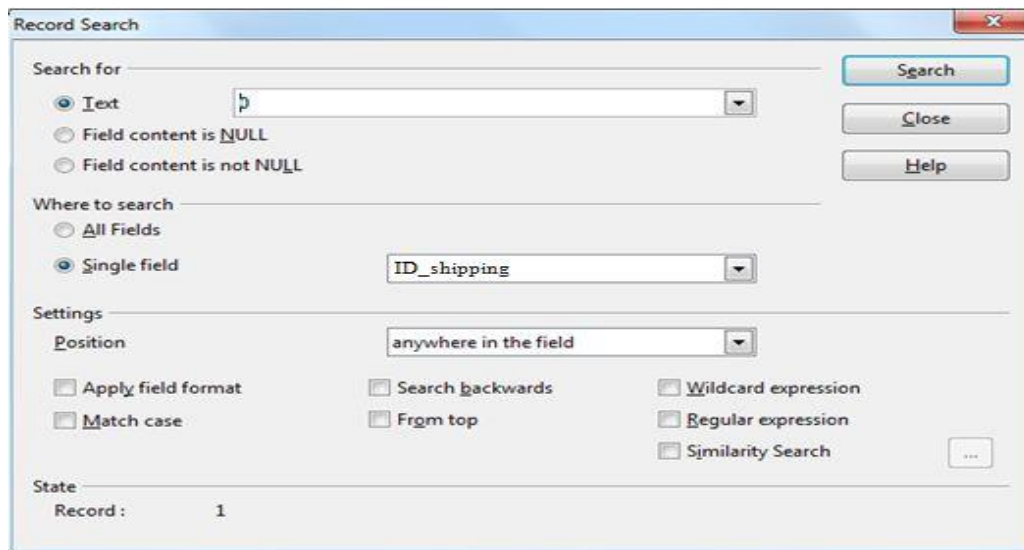 Record Search
Search for
Search
Text
Close
Field content is NULL
Field content is not NULL
Help
Where to search
All Fields
Single field ID_shipping
Settings
Position anywhere in the field
Apply field format Search backwards Wildcard expression
Match case From top Regular expression
Similarity Search ...
State
Record : 1